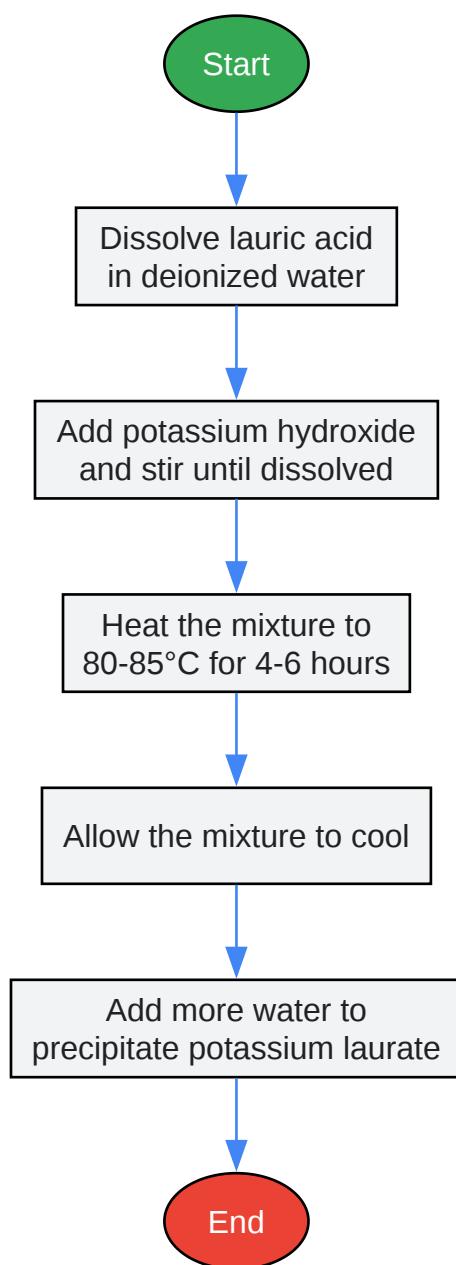 Start
Dissolve lauric acid
in deionized water
Add potassium hydroxide
and stir until dissolved
Heat the mixture to
80-85°C for 4-6 hours
Allow the mixture to cool
Add more water to
precipitate potassium laurate
End